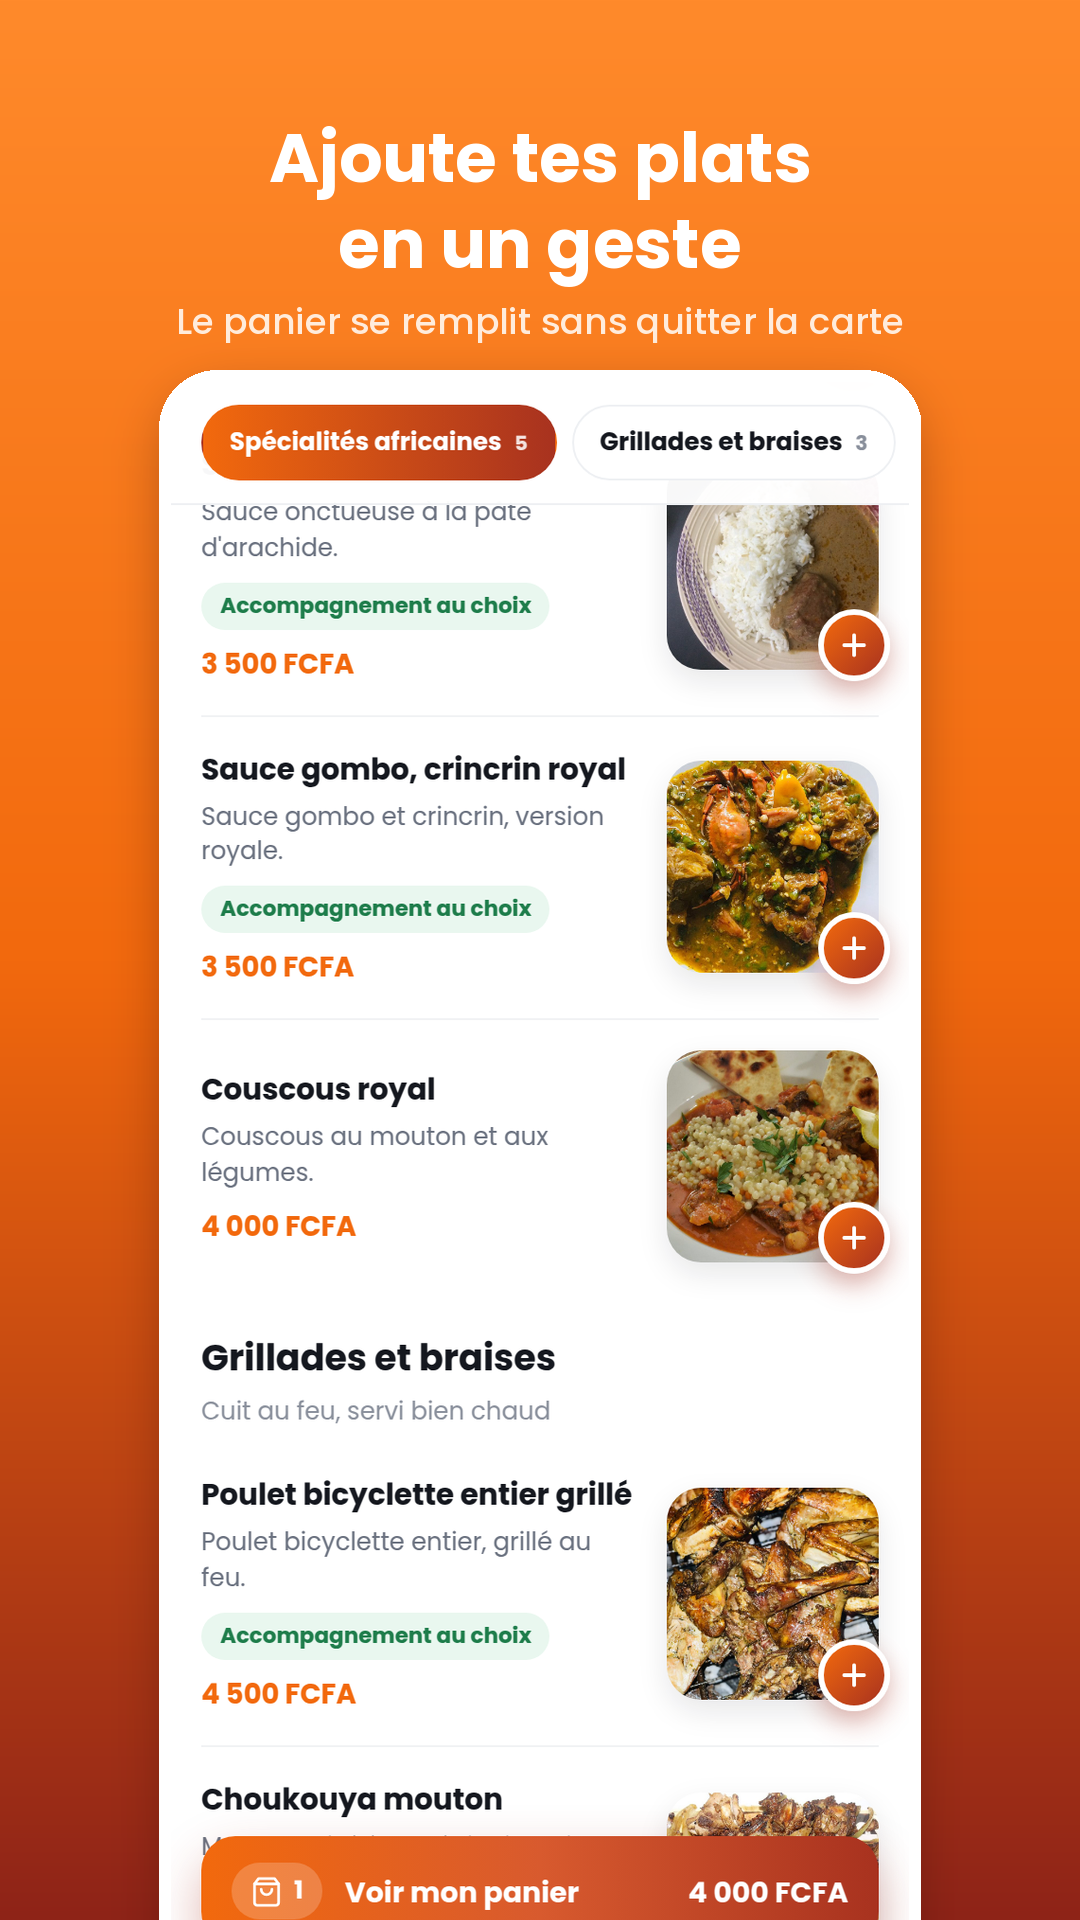 Ajoute tes plats
en un geste
Le panier se remplit sans quitter la carte
Spécialités africaines 5
Grillades et braises 3
Sauce onctueuse à la pâte
d'arachide.
Accompagnement au choix
3 500 FCFA
Sauce gombo, crincrin royal
Sauce gombo et crincrin, version
royale.
Accompagnement au choix
3 500 FCFA
Couscous royal
Couscous au mouton et aux
légumes.
4 000 FCFA
Grillades et braises
Cuit au feu, servi bien chaud
Poulet bicyclette entier grillé
Poulet bicyclette entier, grillé au
feu.
Accompagnement au choix
4 500 FCFA
Choukouya mouton
1 Voir mon panier 4 000 FCFA